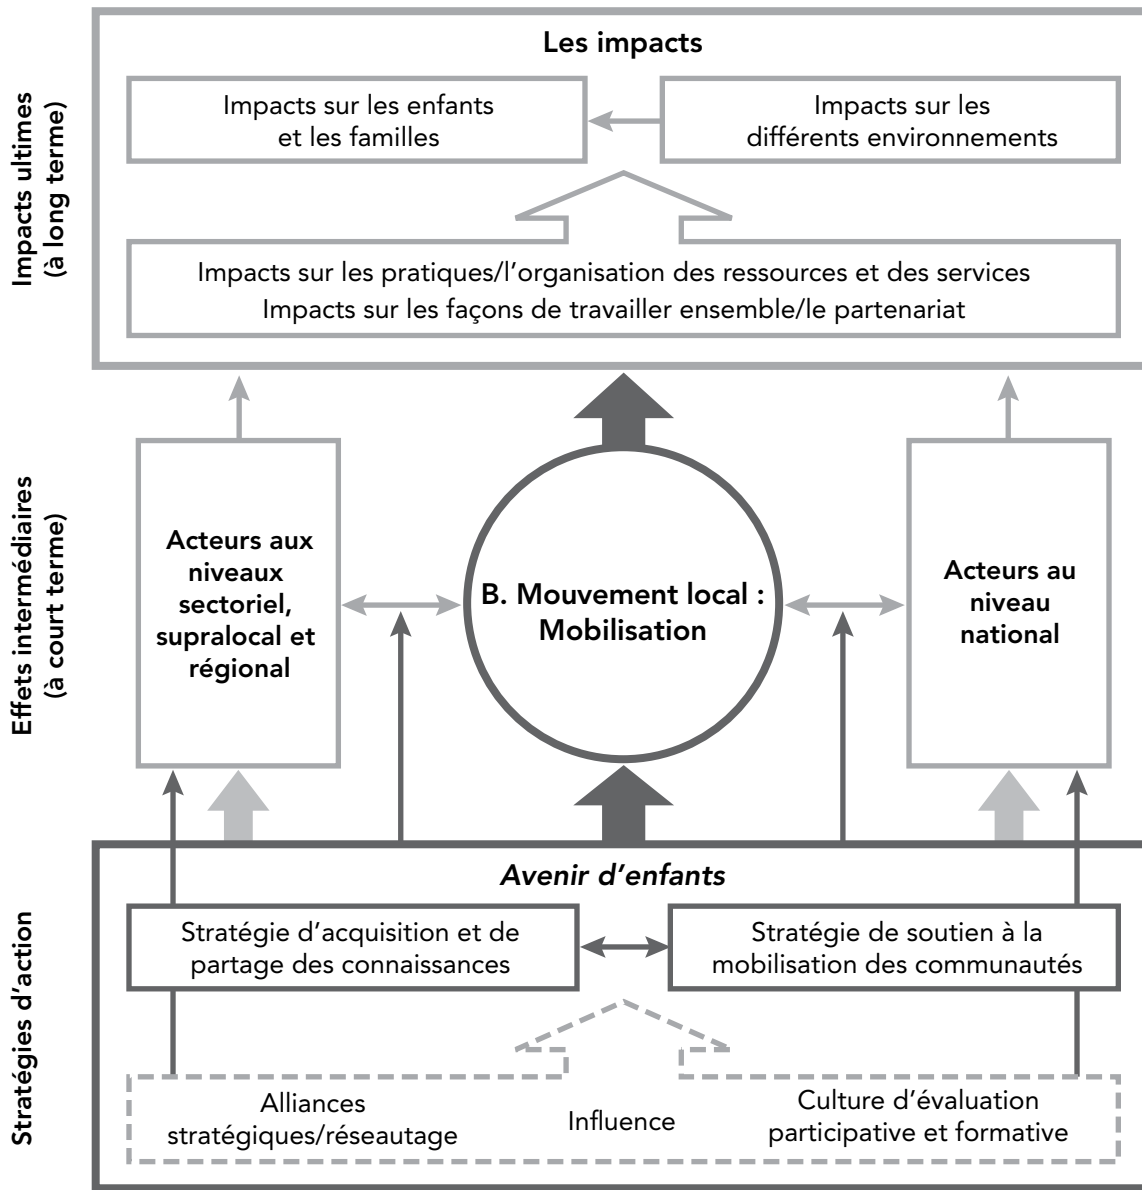 Les impacts
Impacts ultimes
(à long terme)
Impacts sur les enfants
et les familles
Impacts sur les
différents environnements
Impacts sur les pratiques/l'organisation des ressources et des services
Impacts sur les façons de travailler ensemble/le partenariat
Effets intermédiaires
(à court terme)
Acteurs aux
niveaux
sectoriel,
supralocal et
régional
B. Mouvement local :
Mobilisation
Acteurs au
niveau
national
Stratégies d'action
Avenir d'enfants
Stratégie d'acquisition et de
partage des connaissances
Stratégie de soutien à la
mobilisation des communautés
Alliances
stratégiques/réseautage
Influence
Culture d'évaluation
participative et formative